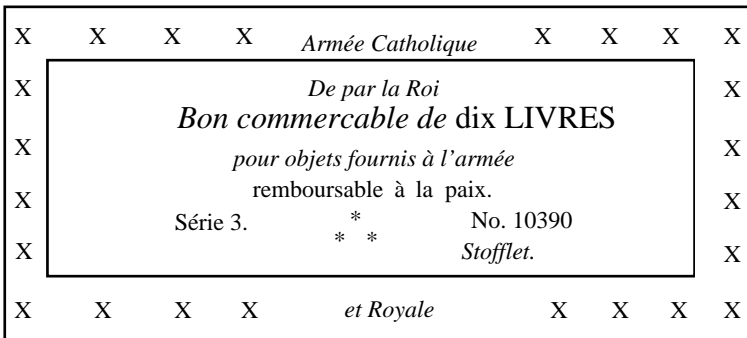 X X X X Armée Catholique X X X X
X De par la Roi X
Bon commercable de dix LIVRES
X pour objets fournis à l'armée X
X remboursable à la paix. X
Série 3. * No. 10390
X * * Stofflet. X
X X X X et Royale X X X X